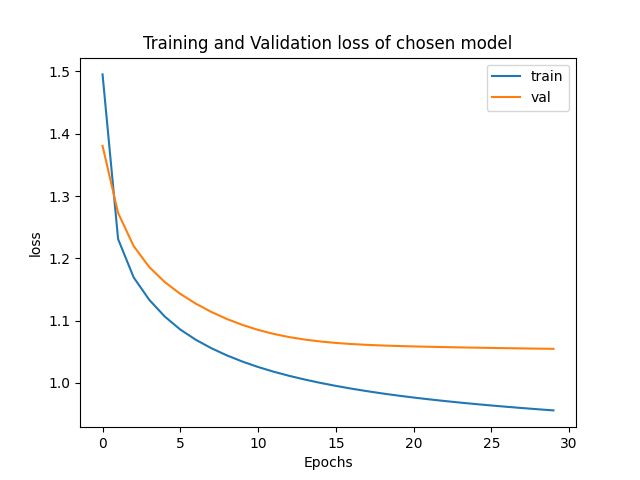 Training and Validation loss of chosen model
train
val
loss
1.5
1.4
1.3
1.2
1.1
1.0
0 5 10 15 20 25 30
Epochs